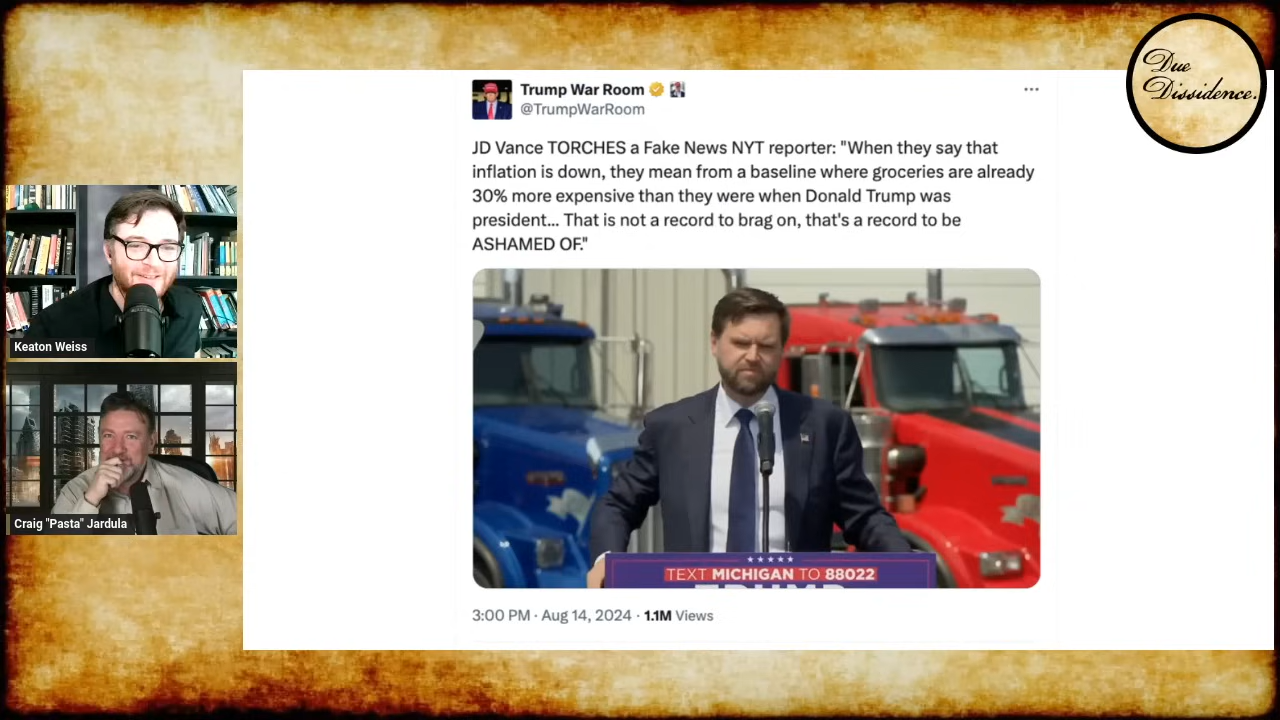 Due
Dissidence.
Trump War Room
@TrumpWarRoom
JD Vance TORCHES a Fake News NYT reporter: "When they say that
inflation is down, they mean from a baseline where groceries are already
30% more expensive than they were when Donald Trump was
president... That is not a record to brag on, that's a record to be
ASHAMED OF."
TEXT MICHIGAN TO 88022
TRUMP
3:00 PM · Aug 14, 2024 · 1.1M Views
Keaton Weiss
Craig "Pasta" Jardula